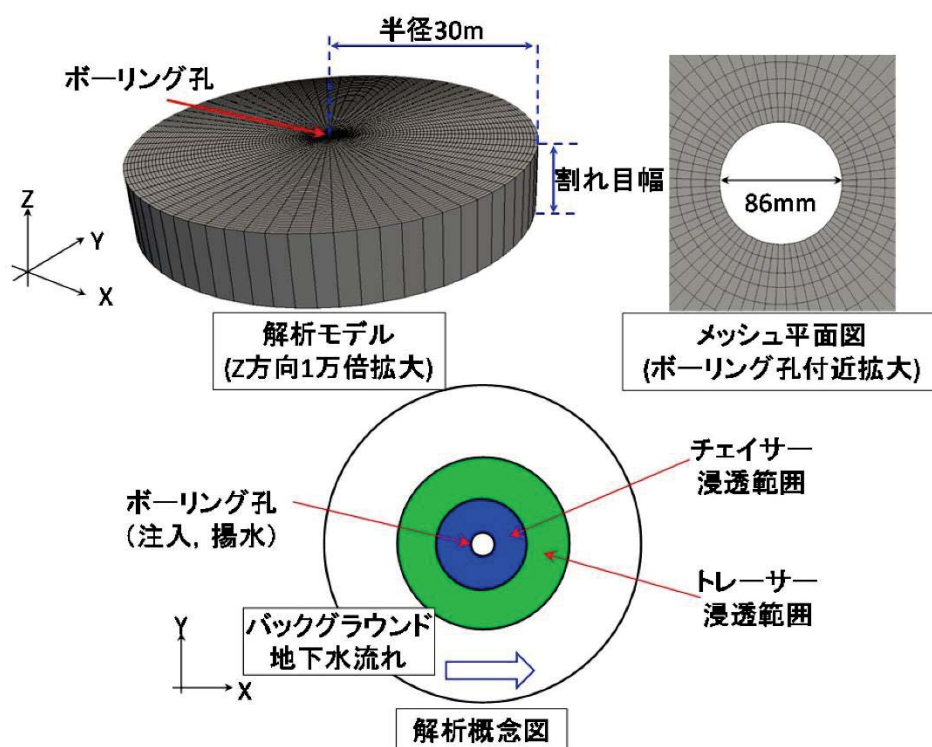 半径30m
ボーリング孔
割れ目幅
86mm
Z
Y
X
解析モデル
(Z方向1万倍拡大)
メッシュ平面図
(ボーリング孔付近拡大)
チェイサー
浸透範囲
ボーリング孔
(注入, 揚水)
トレーサー
浸透範囲
バックグラウンド
地下水流れ
Y
X
解析概念図